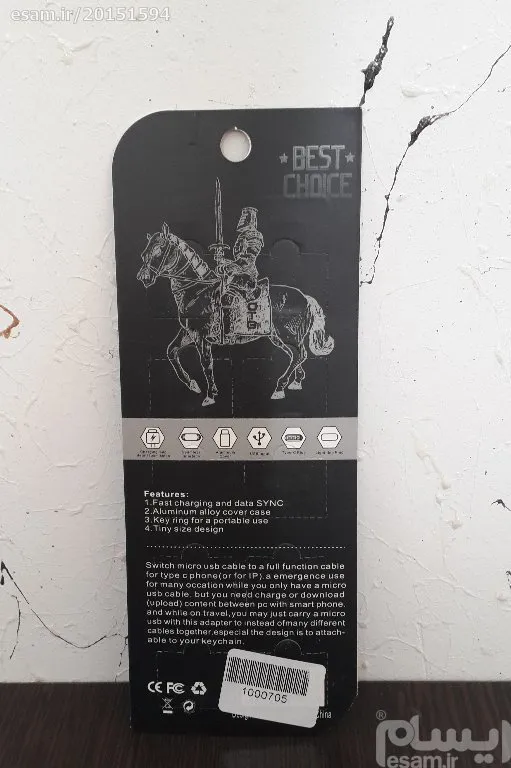 esam.ir/20151594
BEST
CHOICE
Features:
1.Fast charging and data SYNC
2.Aluminum alloy cover case
3.Key ring for a portable use
4.Tiny size design
Switch micro usb cable to a full function cable
for type c phone(or for IP).a emergence use
for many occation while you only have a micro
usb cable. but you need charge or download
(upload) content between pc with smart phone.
and while on travel,you may just carry a micro
usb with this adapter to instead ofmany different
cables together.especial the design is to attach-
able to your keychain.
CE FC
1000705
China
®ایسام
esam.ir